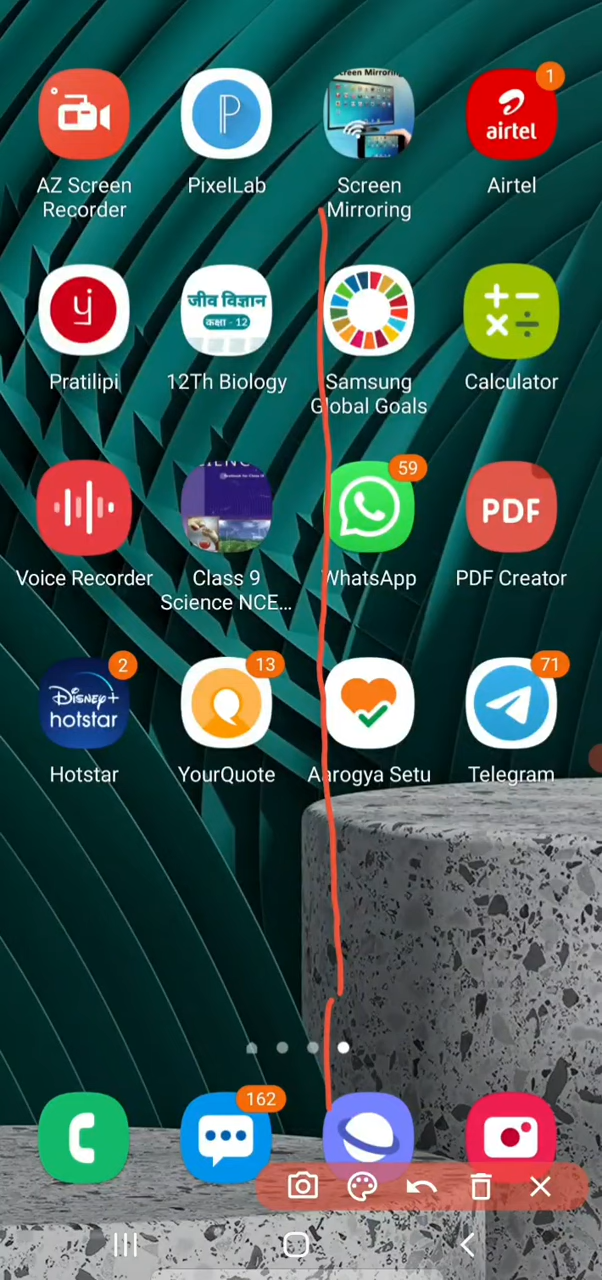 Screen Mirroring
1
airtel
AZ Screen
Recorder
PixelLab
Screen
Mirroring
Airtel
जीव विज्ञान
कक्षा - 12
Pratilipi
12Th Biology
Samsung
Global Goals
Calculator
59
PDF
Voice Recorder
Class 9
Science NCE...
WhatsApp
PDF Creator
2
13
71
Disney+
hotstar
Hotstar
YourQuote
Aarogya Setu
Telegram
162